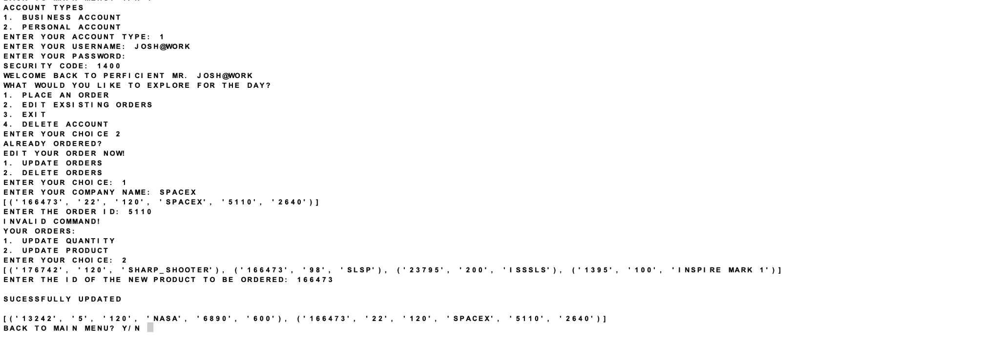 ACCOUNT TYPES
1. BUSINESS ACCOUNT
2. PERSONAL ACCOUNT
ENTER YOUR ACCOUNT TYPE: 1
ENTER YOUR USERNAME: JOSH@WORK
ENTER YOUR PASSWORD:
SECURITY CODE: 1400
WELCOME BACK TO PERFICIENT MR. JOSH@WORK
WHAT WOULD YOU LIKE TO EXPLORE FOR THE DAY?
1. PLACE AN ORDER
2. EDIT EXSISTING ORDERS
3. EXIT
4. DELETE ACCOUNT
ENTER YOUR CHOICE 2
ALREADY ORDERED?
EDIT YOUR ORDER NOW!
1. UPDATE ORDERS
2. DELETE ORDERS
ENTER YOUR CHOICE: 1
ENTER YOUR COMPANY NAME: SPACEX
[('166473', '22', '120', 'SPACEX', '5110', '2640')]
ENTER THE ORDER ID: 5110
INVALID COMMAND!
YOUR ORDERS:
1. UPDATE QUANTITY
2. UPDATE PRODUCT
ENTER YOUR CHOICE: 2
[('176742', '120', 'SHARP_SHOOTER'), ('166473', '98', 'SLSP'), ('23795', '200', 'ISSSLS'), ('1395', '100', 'INSPIRE MARK 1')]
ENTER THE ID OF THE NEW PRODUCT TO BE ORDERED: 166473
SUCESSFULLY UPDATED
[('13242', '5', '120', 'NASA', '6890', '600'), ('166473', '22', '120', 'SPACEX', '5110', '2640')]
BACK TO MAIN MENU? Y/N